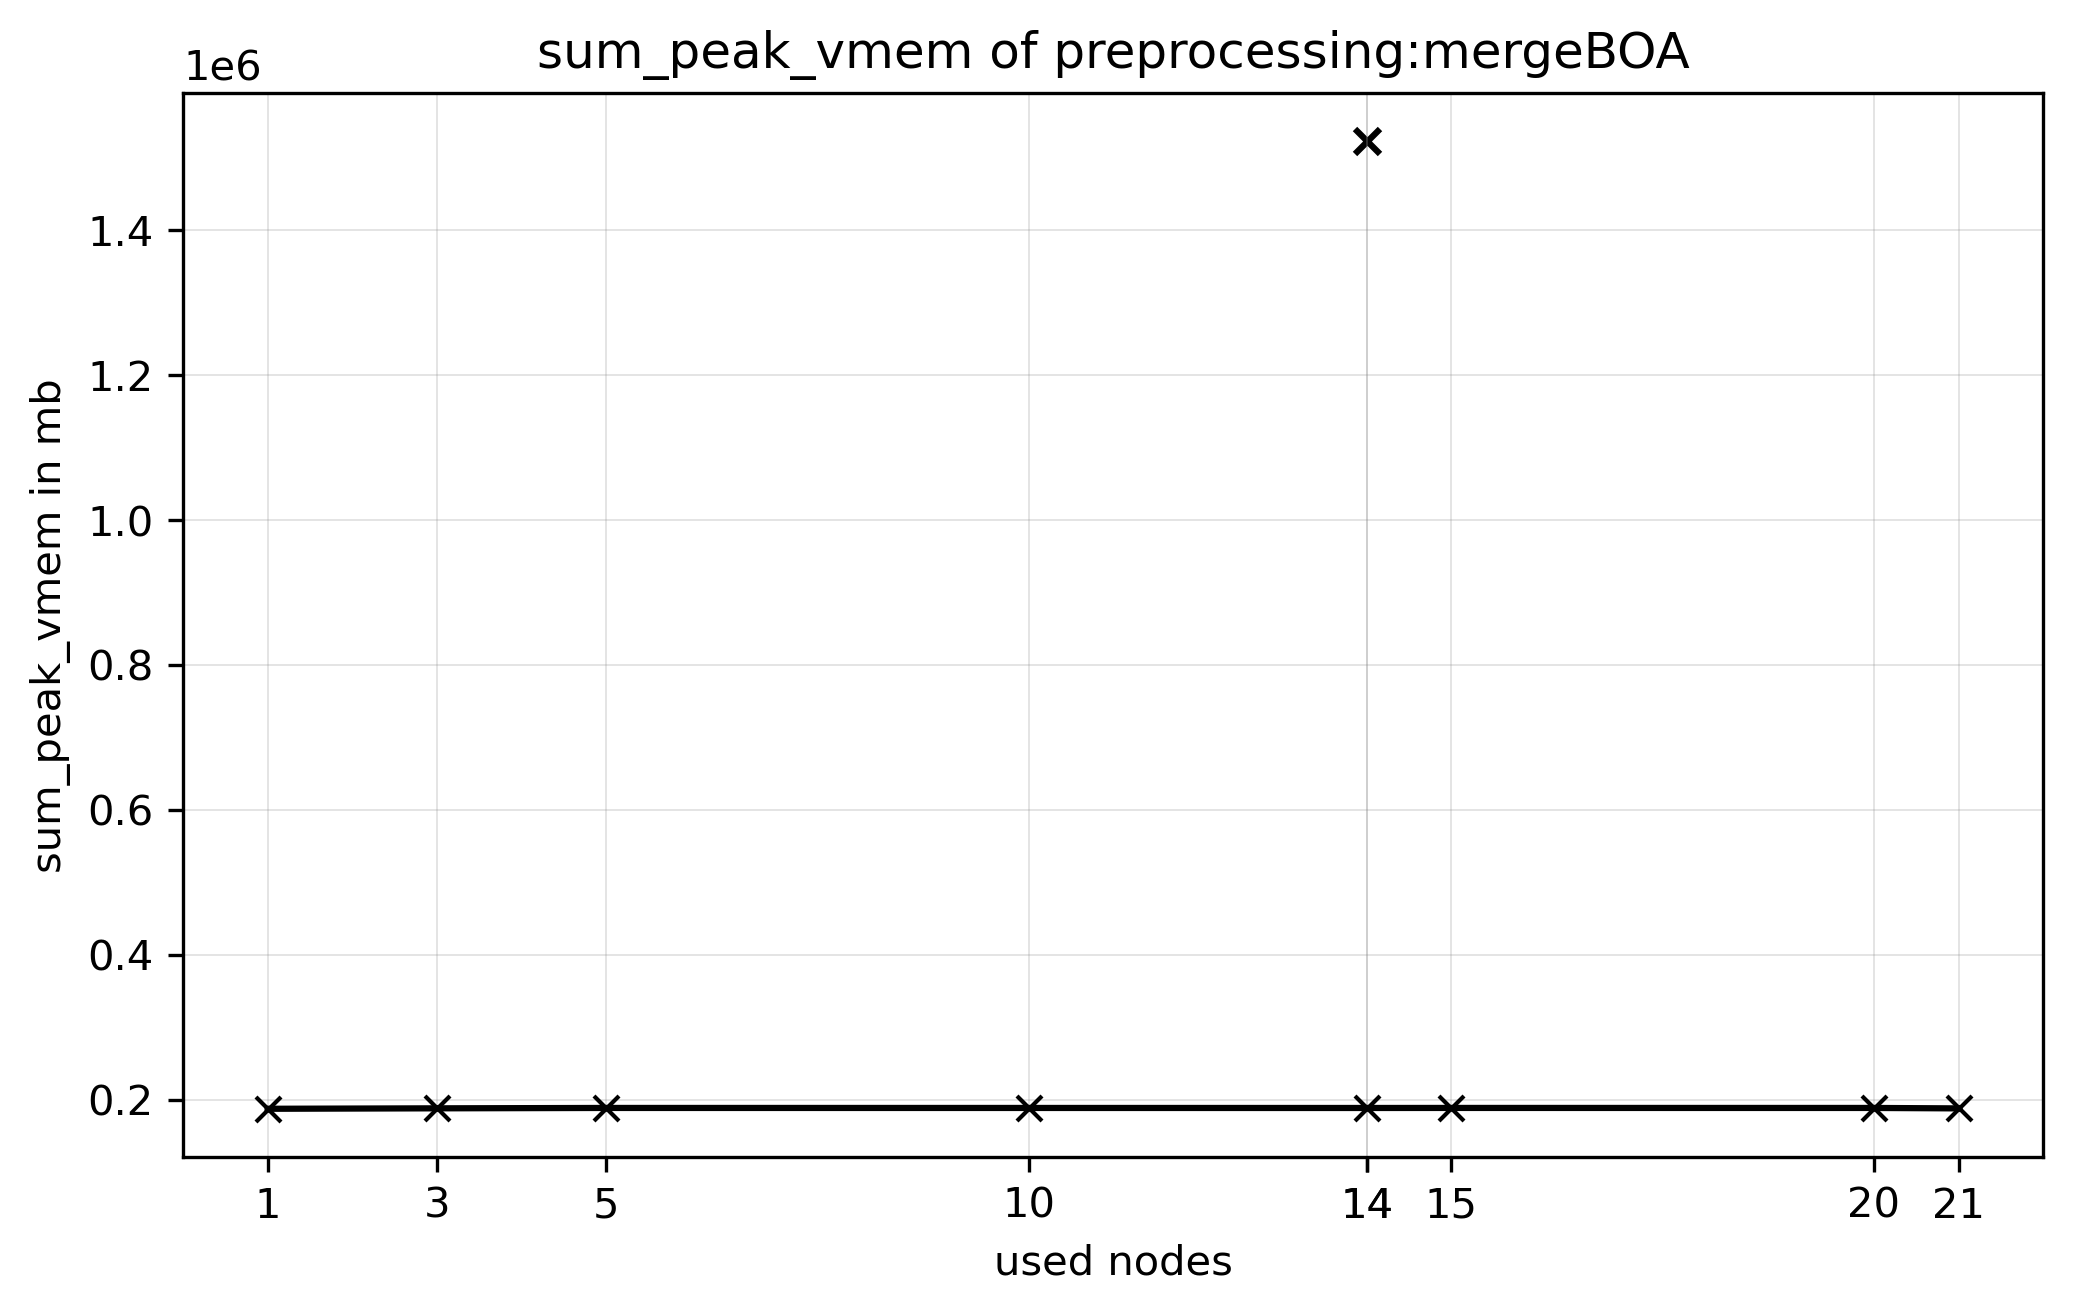 sum_peak_vmem of preprocessing:mergeBOA
1e6
sum_peak_vmem in mb
1.4
1.2
1.0
0.8
0.6
0.4
0.2
1 3 5 10 14 15 20 21
used nodes